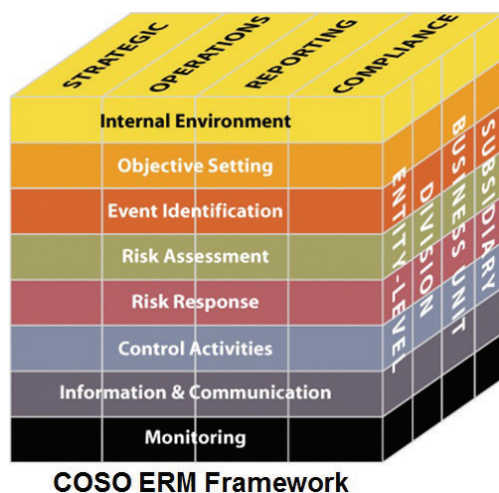 STRATEGIC
OPERATIONS
REPORTING
COMPLIANCE
Internal Environment
Objective Setting
Event Identification
Risk Assessment
Risk Response
Control Activities
Information & Communication
Monitoring
ENTITY-LEVEL
DIVISION
BUSINESS UNIT
SUBSIDIARY
COSO ERM Framework